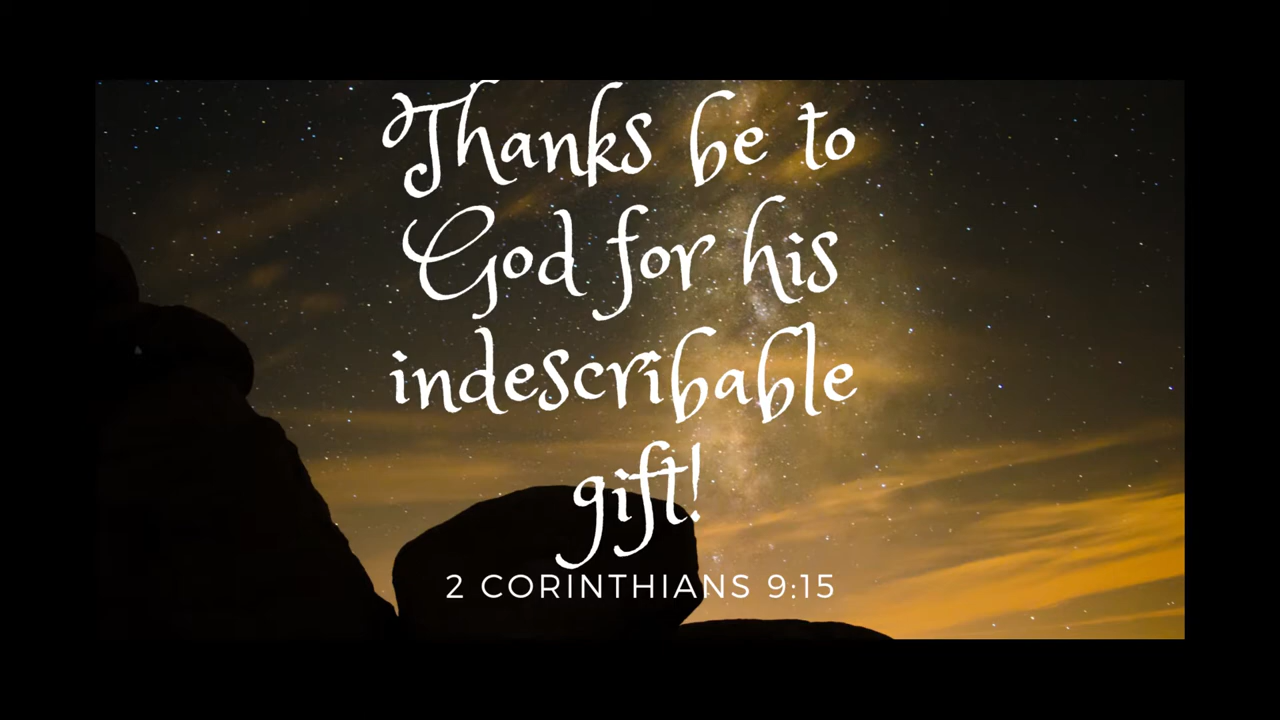 Thanks be to
God for his
indescribable
gift!
2 CORINTHIANS 9:15